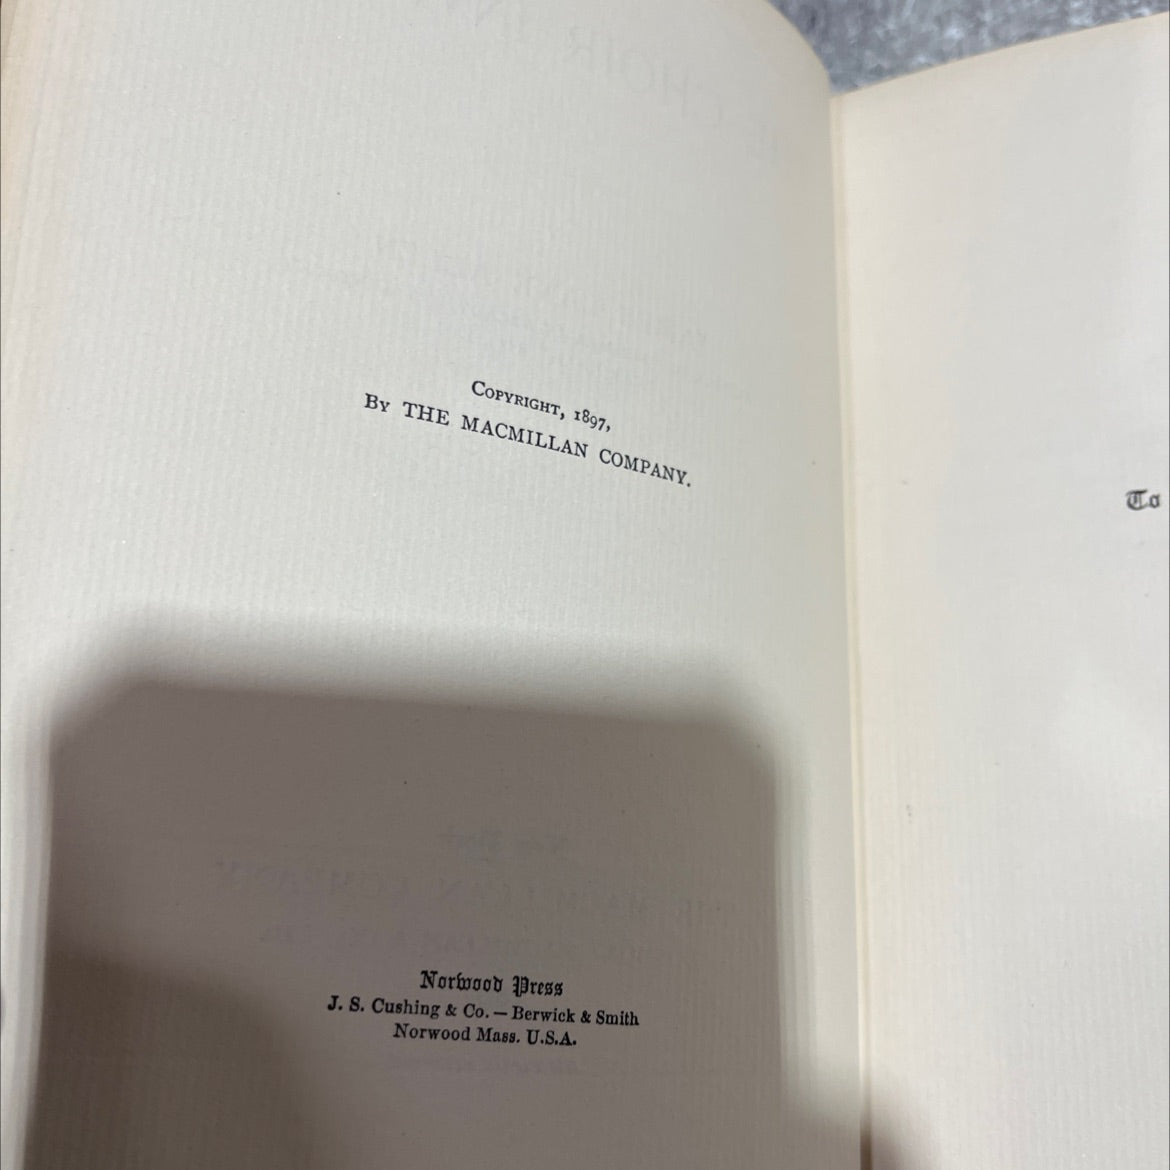 Copyright, 1897,
By THE MACMILLAN COMPANY.
Norwood Press
J. S. Cushing & Co. – Berwick & Smith
Norwood Mass. U.S.A.
To